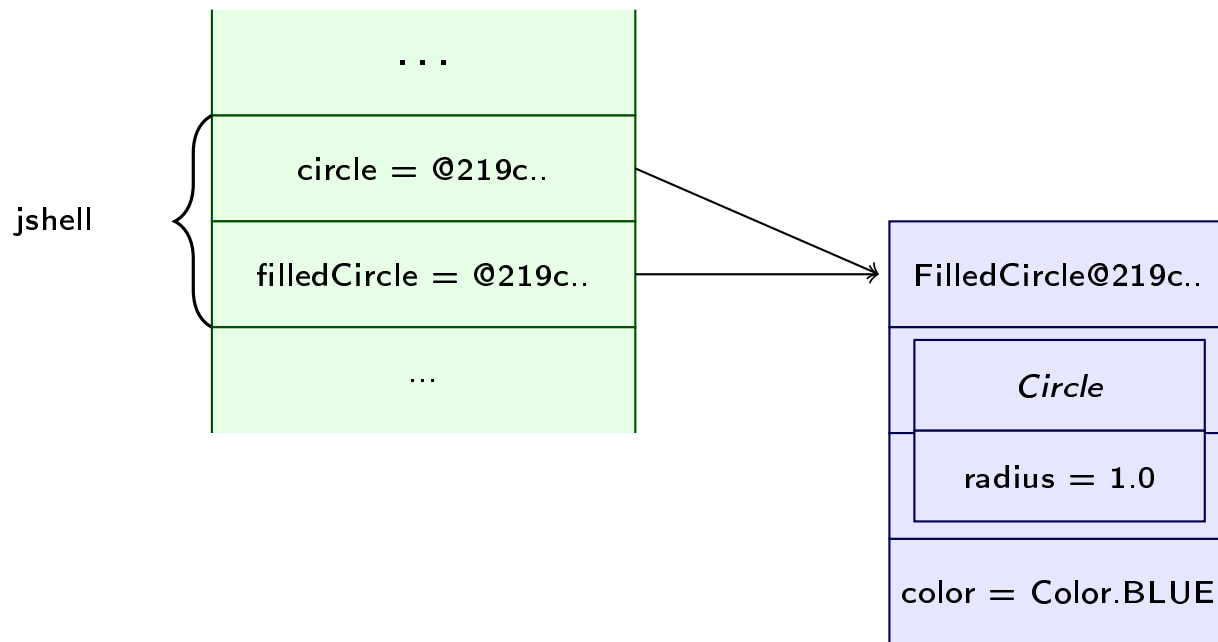 ...
circle = @219c..
jshell
filledCircle = @219c..
...
FilledCircle@219c..
Circle
radius = 1.0
color = Color.BLUE